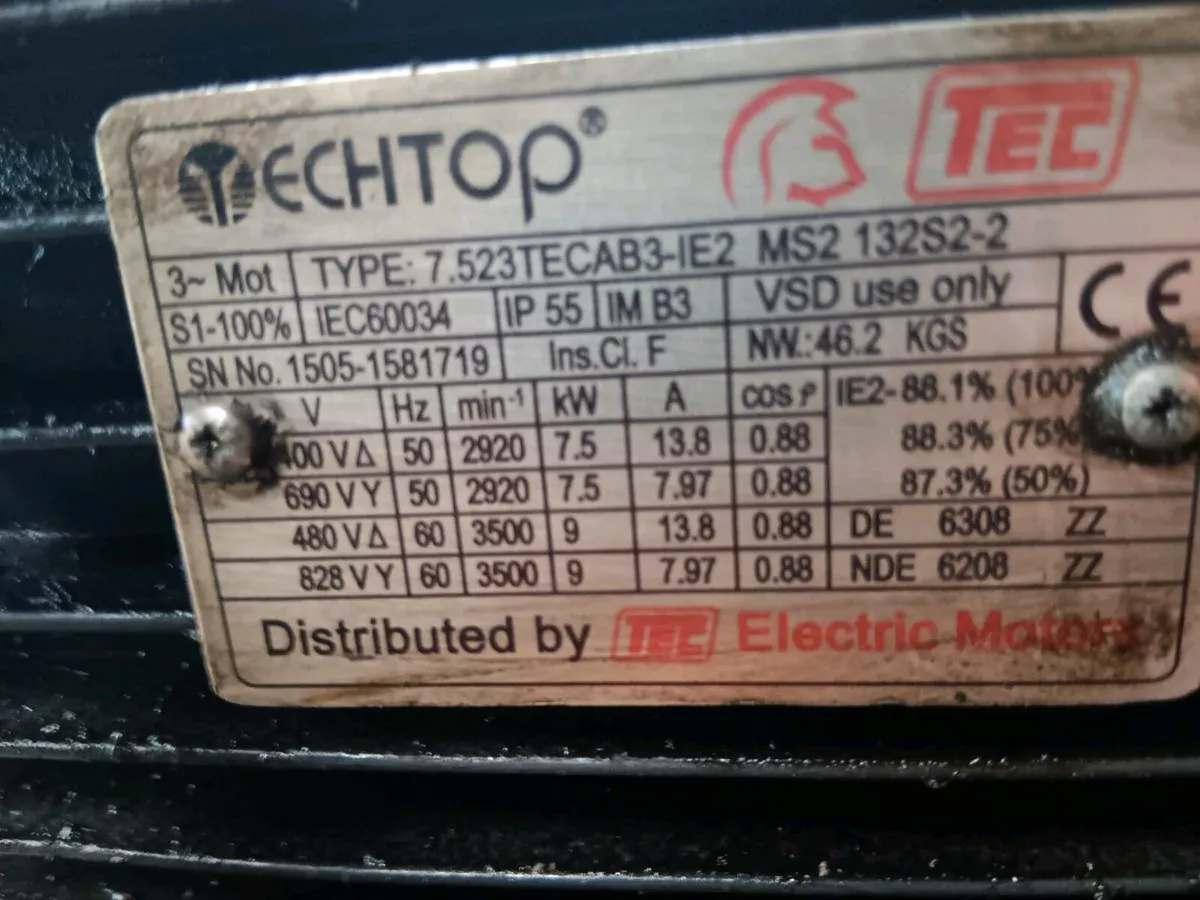 TECHTOP® TEC
3~ Mot TYPE: 7.523TECAB3-IE2 MS2 132S2-2
S1-100% IEC60034 IP 55 IM B3 VSD use only CE
SN No. 1505-1581719 Ins.Cl. F NW.:46.2 KGS
V Hz min-1 kW A cos ρ IE2-88.1% (100%
400 V Δ 50 2920 7.5 13.8 0.88 88.3% (75%
690 V Y 50 2920 7.5 7.97 0.88 87.3% (50%)
480 V Δ 60 3500 9 13.8 0.88 DE 6308 ZZ
828 V Y 60 3500 9 7.97 0.88 NDE 6208 ZZ
Distributed by TEC Electric Motors